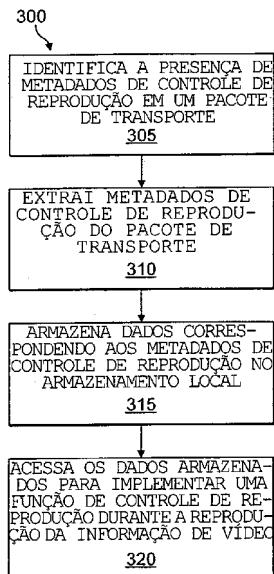 300
IDENTIFICA A PRESENÇA DE
METADADOS DE CONTROLE DE
REPRODUÇÃO EM UM PACOTE
DE TRANSPORTE
305
EXTRAI METADADOS DE
CONTROLE DE REPRODU-
ÇÃO DO PACOTE DE
TRANSPORTE
310
ARMAZENA DADOS CORRES-
PONDENDO AOS METADADOS DE
CONTROLE DE REPRODUÇÃO NO
ARMAZENAMENTO LOCAL
315
ACESSA OS DADOS ARMAZENA-
DOS PARA IMPLEMENTAR UMA
FUNÇÃO DE CONTROLE DE RE-
PRODUÇÃO DURANTE A REPRODU-
ÇÃO DA INFORMAÇÃO DE VÍDEO
320